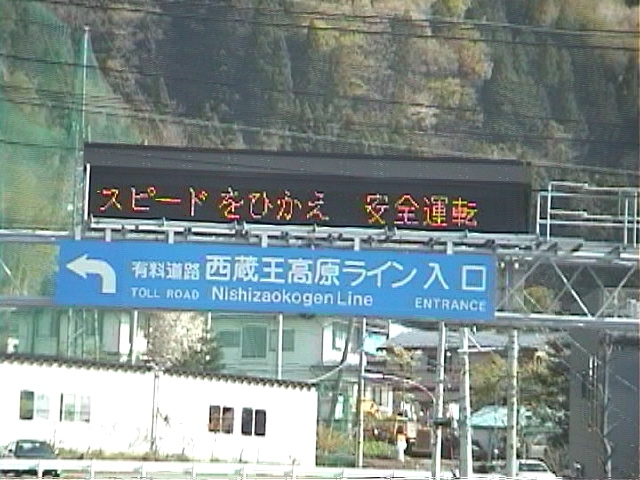 スピードをひかえ 安全運転
有料道路 西蔵王高原ライン 入口
TOLL ROAD Nishizaokogen Line ENTRANCE